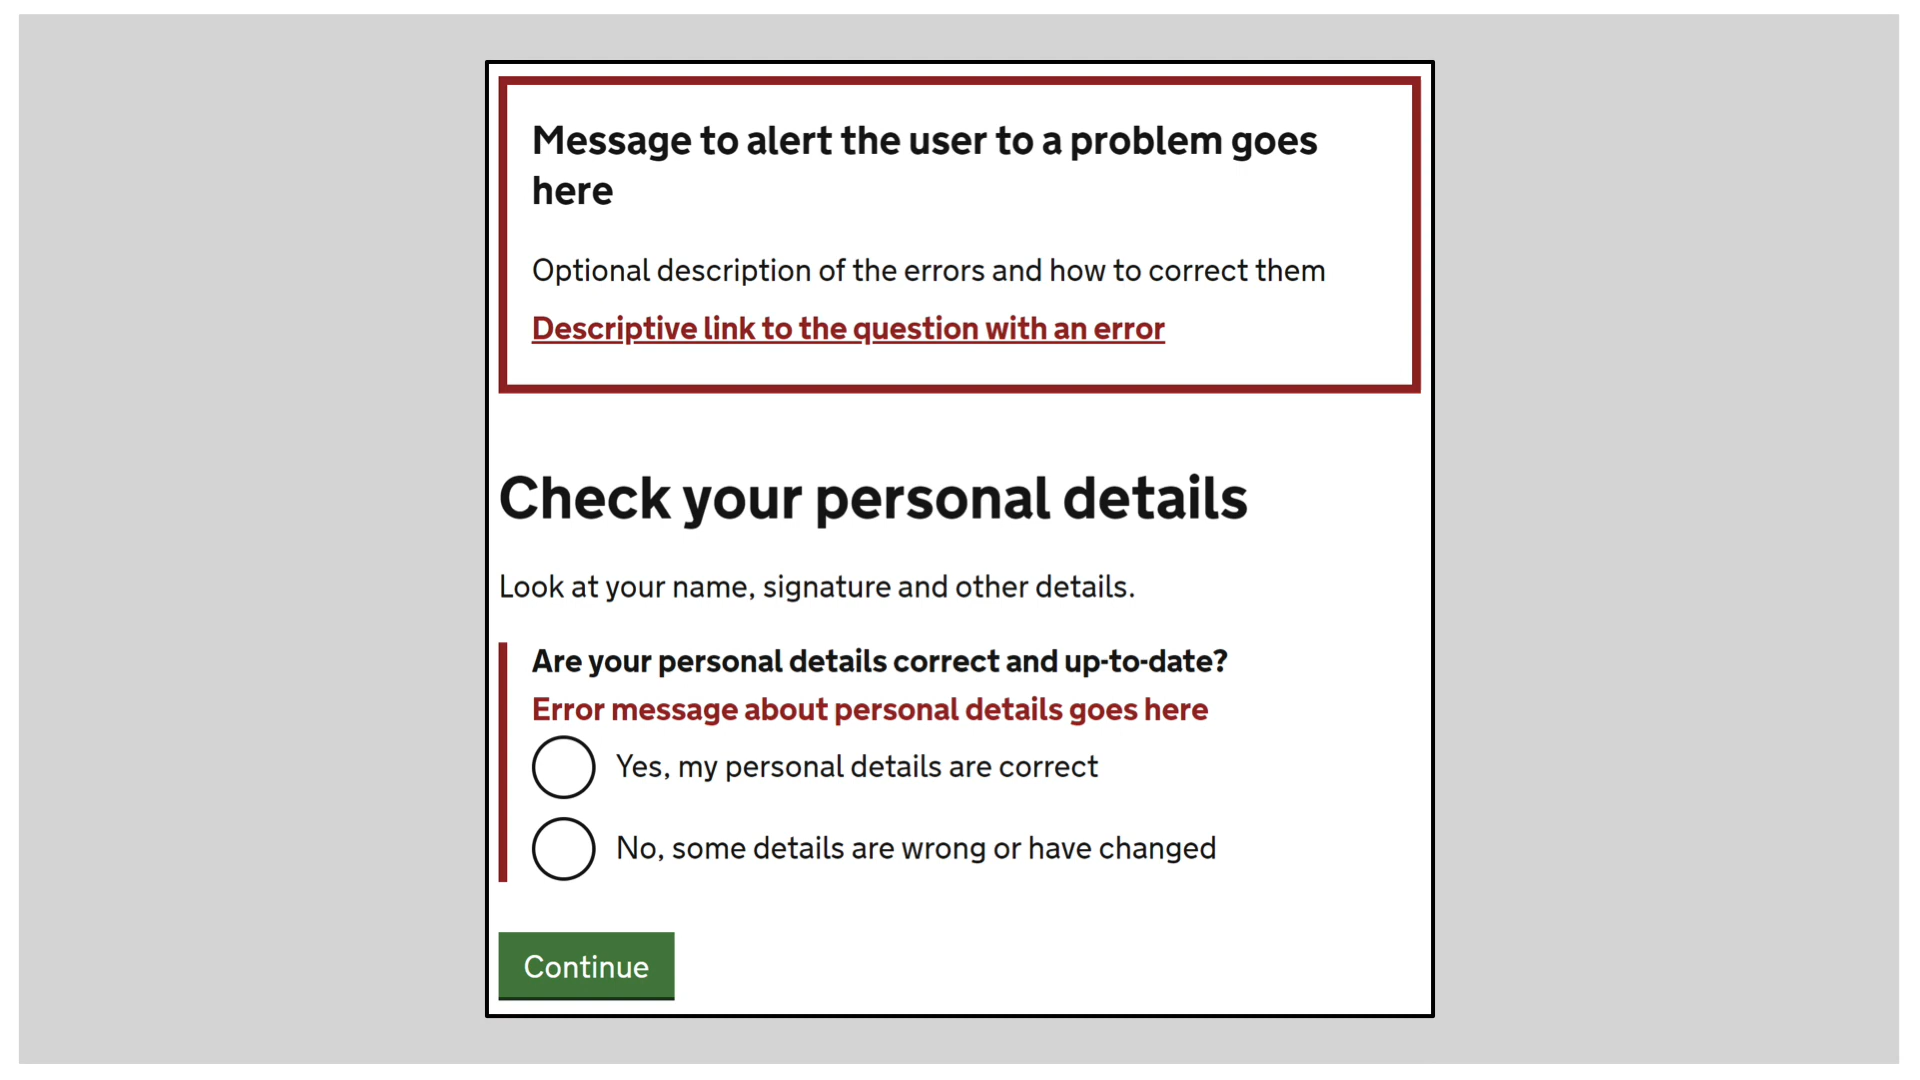 Message to alert the user to a problem goes
here
Optional description of the errors and how to correct them
Descriptive link to the question with an error
Check your personal details
Look at your name, signature and other details.
Are your personal details correct and up-to-date?
Error message about personal details goes here
Yes, my personal details are correct
No, some details are wrong or have changed
Continue